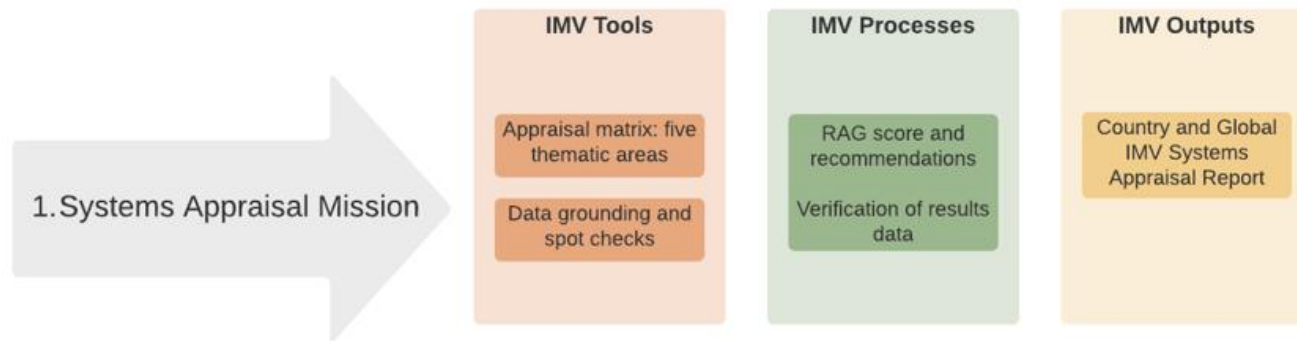 IMV Tools
IMV Processes
IMV Outputs
1.Systems Appraisal Mission
Appraisal matrix: five
thematic areas
Data grounding and
spot checks
RAG score and
recommendations
Verification of results
data
Country and Global
IMV Systems
Appraisal Report